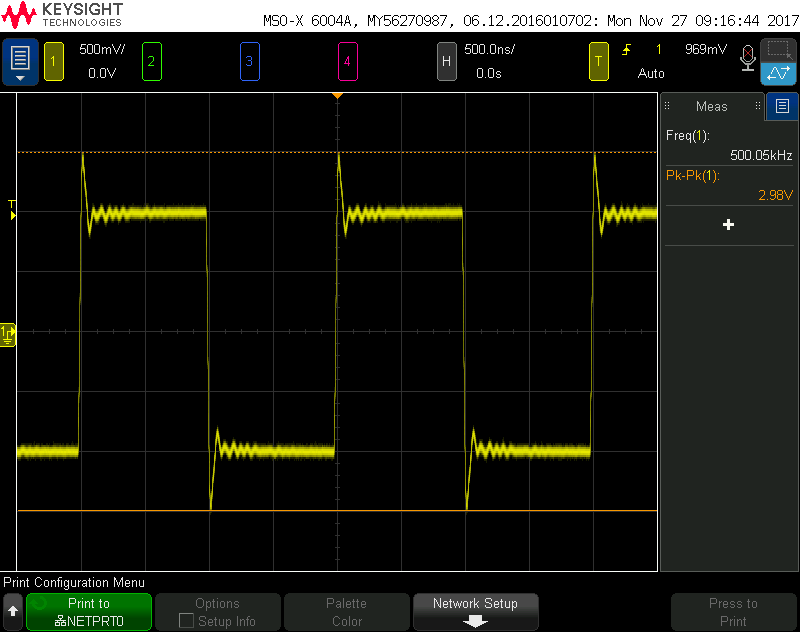 KEYSIGHT
TECHNOLOGIES
MSO-X 6004A, MY56270987, 06.12.2016010702: Mon Nov 27 09:16:44 2017
1 500mV/ 2 3 4 H 500.0ns/ T 1 969mV
0.0V 0.0s Auto
Meas
Freq(1):
500.05kHz
Pk-Pk(1):
2.98V
+
T
1
Print Configuration Menu
Print to
NETPRT0
Options
Setup Info
Palette
Color
Network Setup
Press to
Print